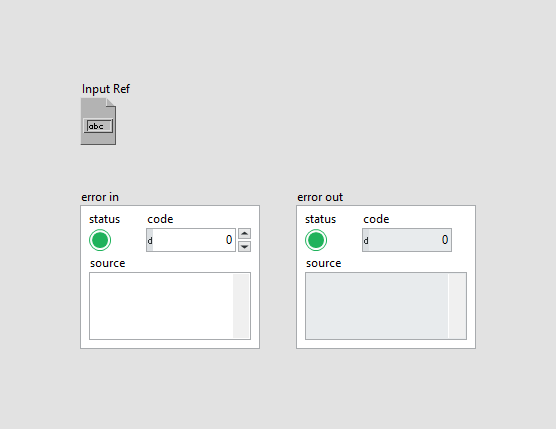 Input Ref
abc
error in
error out
status code
d 0
source
status code
d 0
source